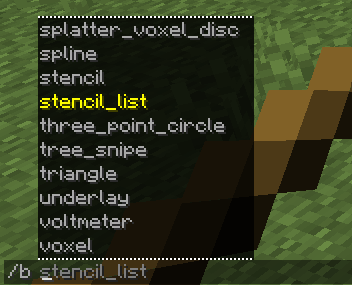 splatter_voxel_disc
spline
stencil
stencil_list
three_point_circle
tree_snipe
triangle
underlay
voltmeter
voxel
/b stencil_list